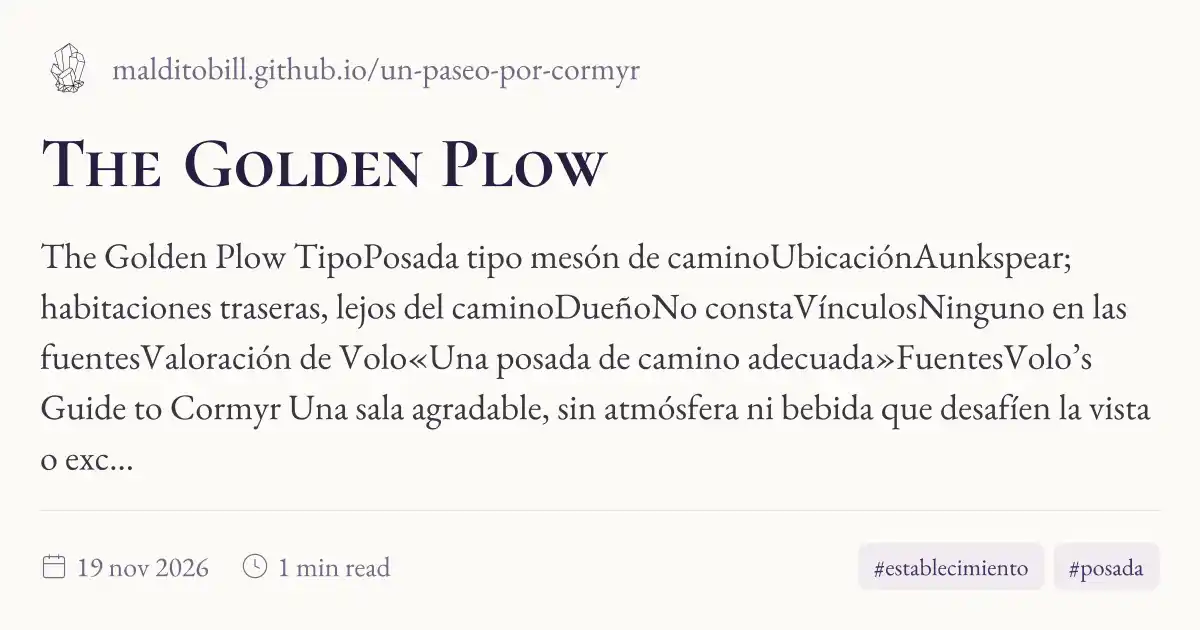 malditobill.github.io/un-paseo-por-cormyr
The Golden Plow
The Golden Plow TipoPosada tipo mesón de caminoUbicaciónAunkspear;
habitaciones traseras, lejos del caminoDueñoNo constaVínculosNinguno en las
fuentesValoración de Volo«Una posada de camino adecuada»FuentesVolo’s
Guide to Cormyr Una sala agradable, sin atmósfera ni bebida que desafíen la vista
o exc...
19 nov 2026
1 min read
#establecimiento
#posada